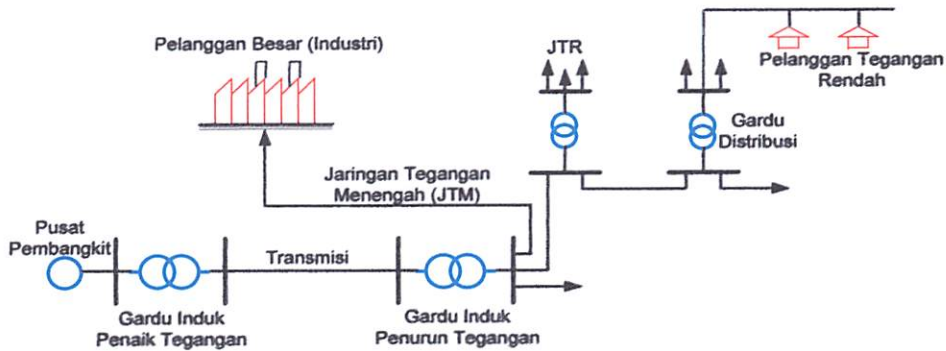 Pelanggan Besar (Industri)
JTR
Pelanggan Tegangan
Rendah
Gardu
Distribusi
Jaringan Tegangan
Menengah (JTM)
Pusat
Pembangkit
Transmisi
Gardu Induk
Penaik Tegangan
Gardu Induk
Penurun Tegangan